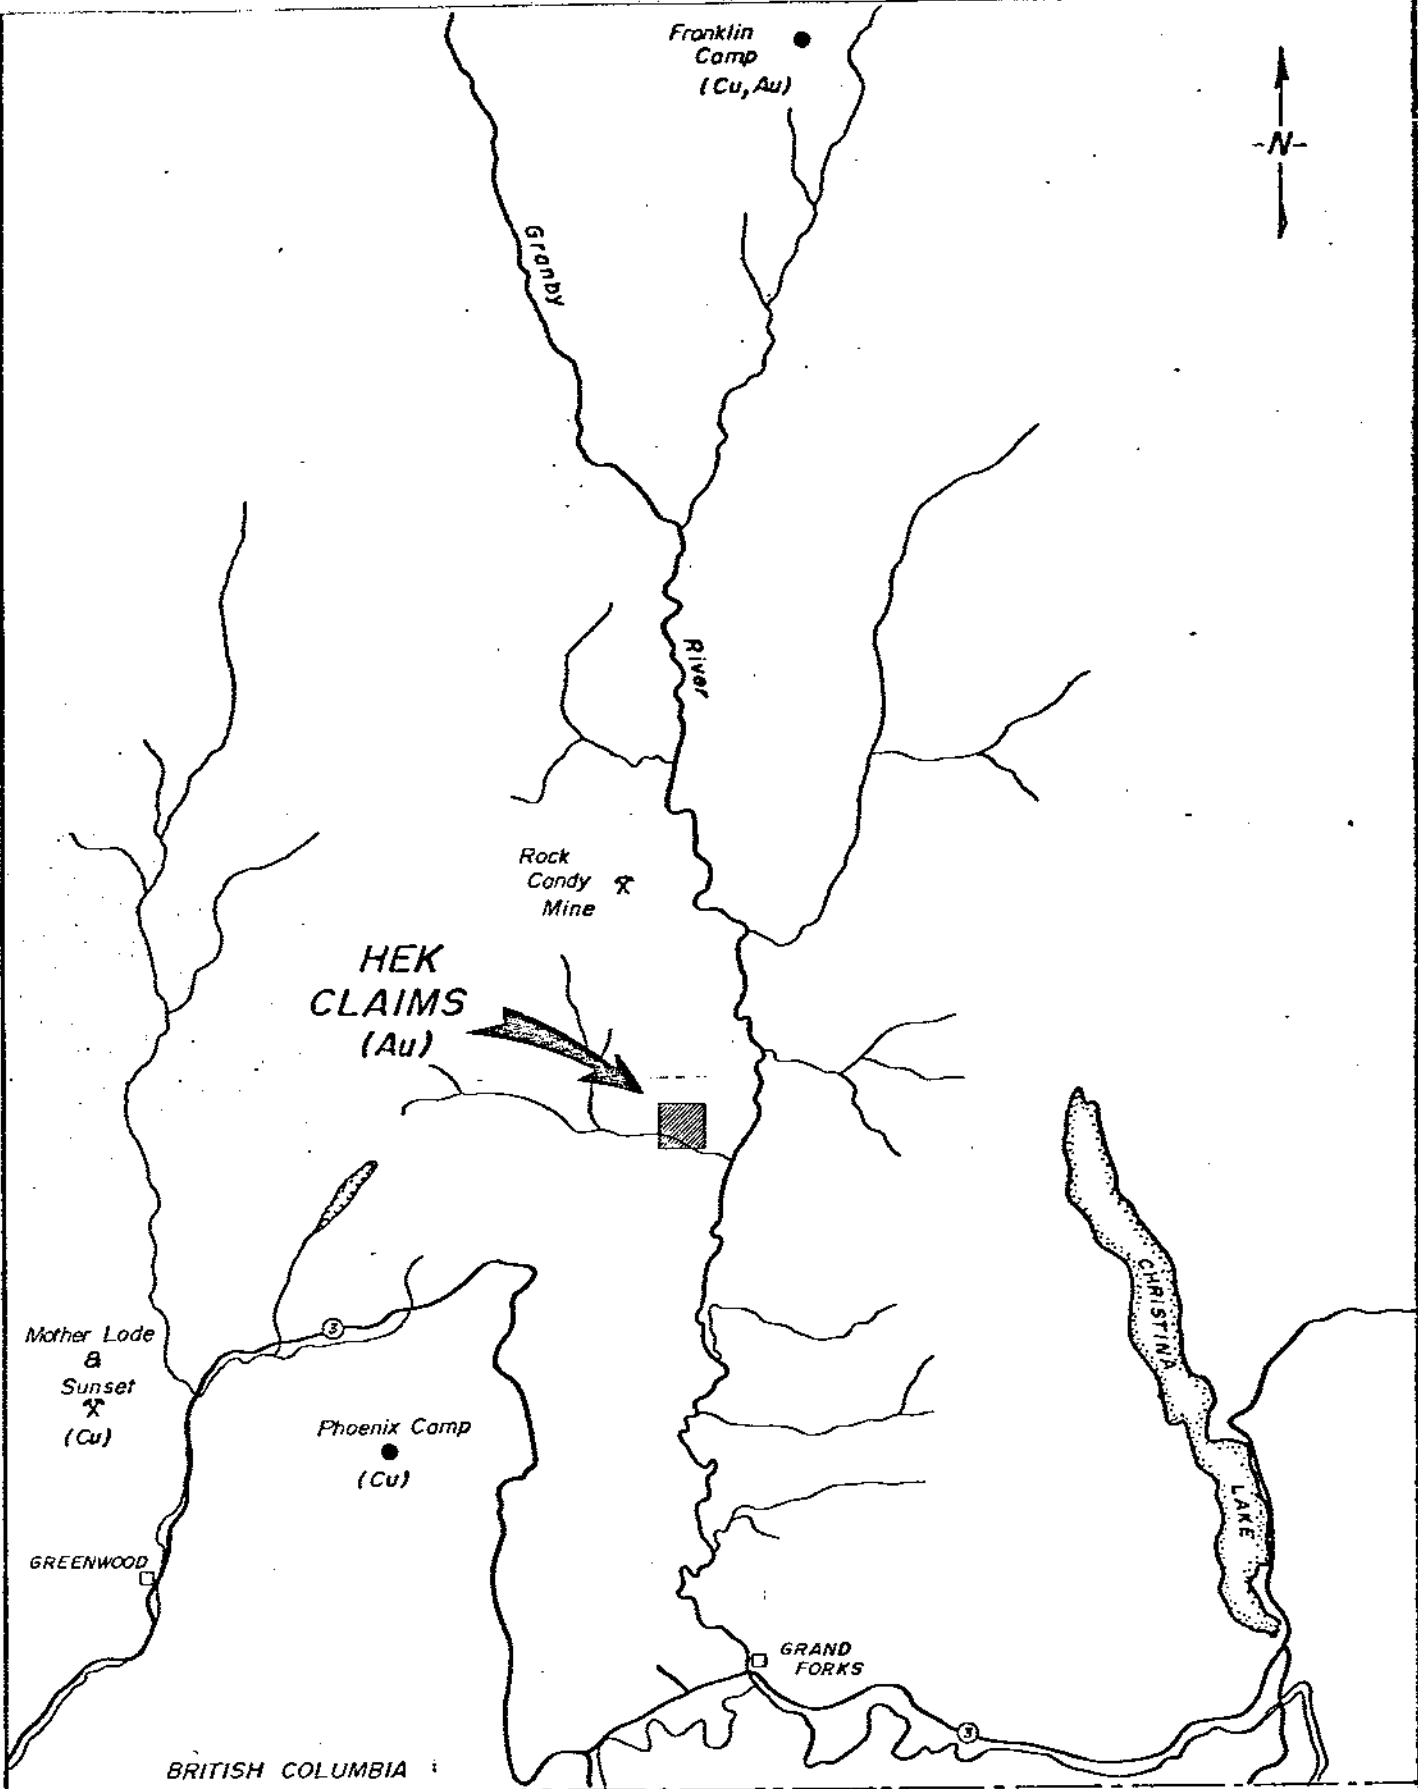 Franklin
Camp
(Cu, Au)
-N-
Granby
River
Rock
Candy
Mine
HEK
CLAIMS
(Au)
CHRISTINA
LAKE
3
Mother Lode
&
Sunset
(Cu)
Phoenix Camp
(Cu)
GREENWOOD
GRAND
FORKS
3
BRITISH COLUMBIA